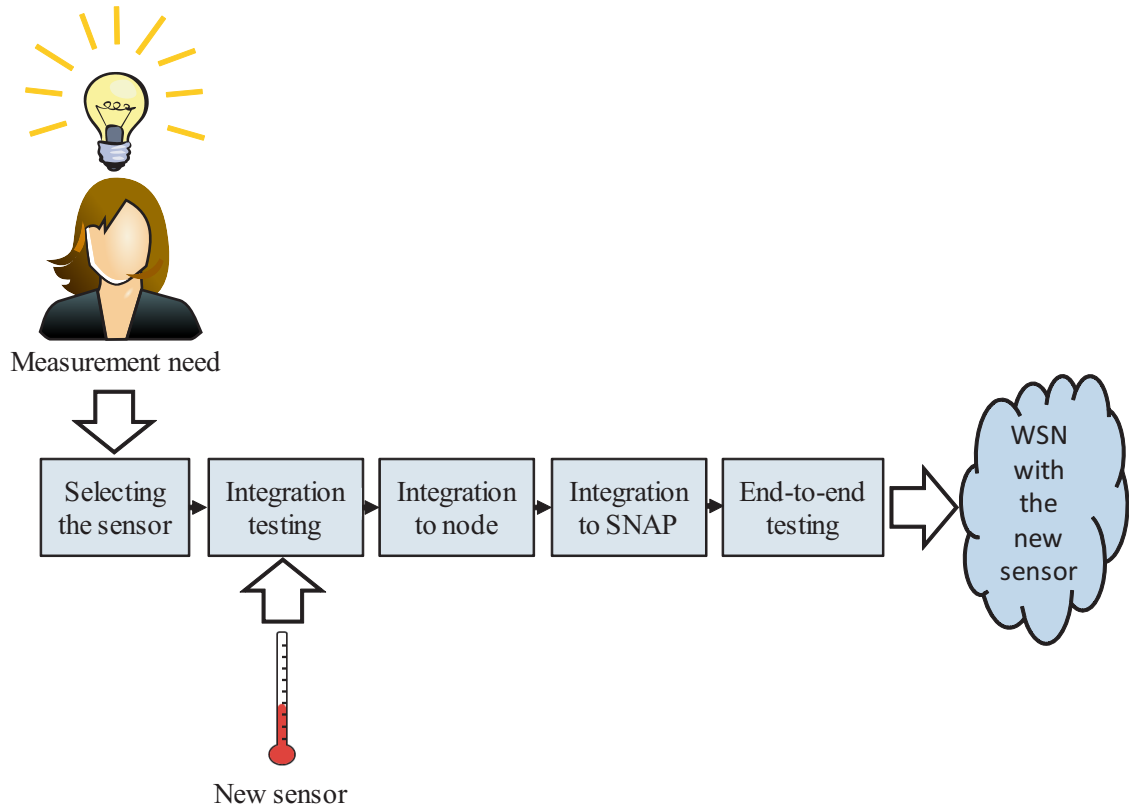 Measurement need
Selecting
the sensor
Integration
testing
Integration
to node
Integration
to SNAP
End-to-end
testing
WSN
with
the
new
sensor
New sensor